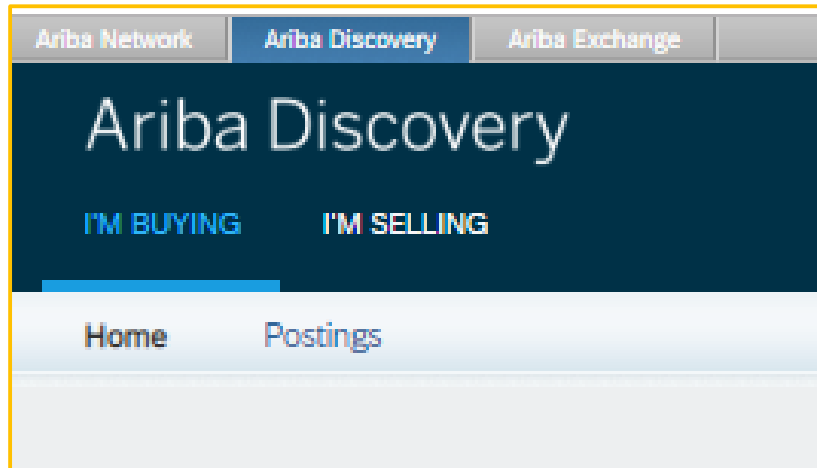 Ariba Network Ariba Discovery Ariba Exchange
Ariba Discovery
I'M BUYING I'M SELLING
Home Postings